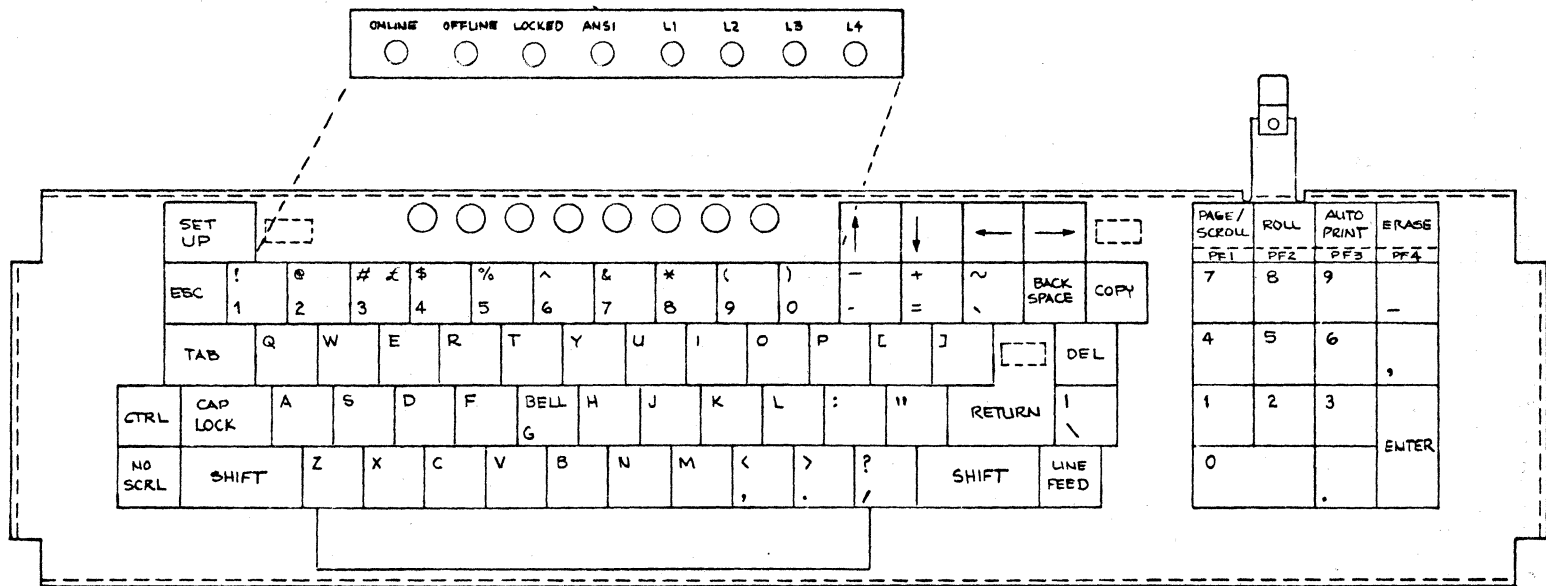 ONLINE OFFLINE LOCKED ANSI L1 L2 L3 L4
SET UP ↑ ↓ ← → PAGE/ SCROLL ROLL AUTO PRINT ERASE
PF1 PF2 PF3 PF4
ESC ! 1 @ 2 # £ 3 $ 4 % 5 ^ 6 & 7 * 8 ( 9 ) 0 — - + = ~ ` BACK SPACE COPY 7 8 9 –
TAB Q W E R T Y U I O P [ ] DEL 4 5 6 ,
CTRL CAP LOCK A S D F BELL G H J K L : " RETURN | \ 1 2 3 ENTER
NO SCRL SHIFT Z X C V B N M < , > . ? / SHIFT LINE FEED 0 .